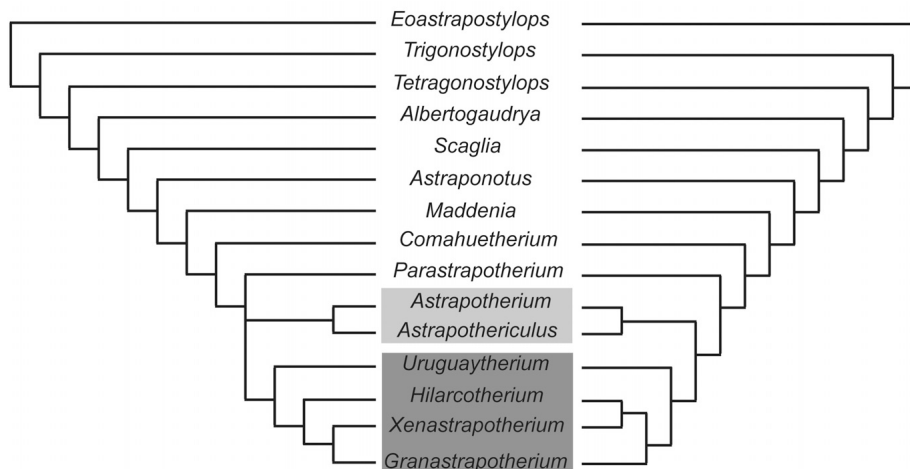 Eoastrapostylops
Trigonostylops
Tetragonostylops
Albertogaudrya
Scaglia
Astraponotus
Maddenia
Comahuetherium
Parastrapotherium
Astrapotherium
Astrapothericulus
Uruguaytherium
Hilarcotherium
Xenastrapotherium
Granastrapotherium